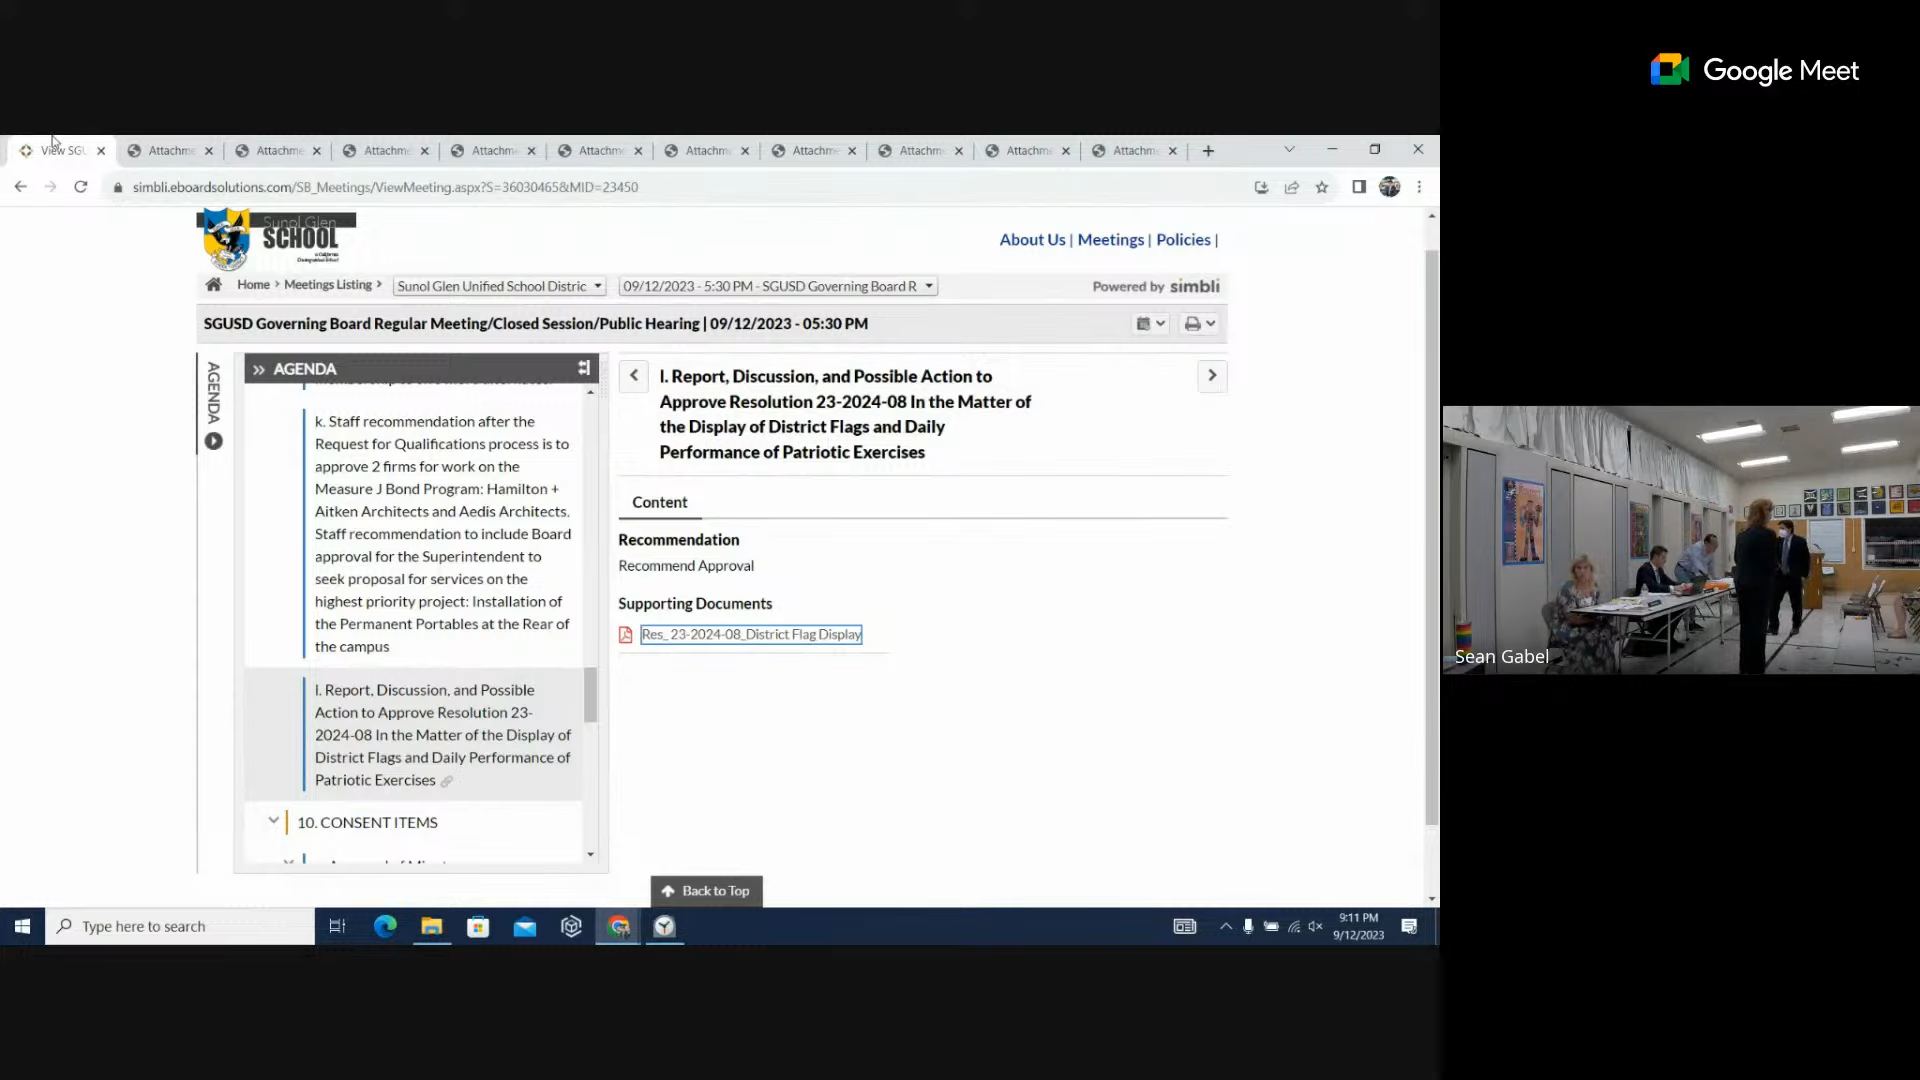 Google Meet
View SGU
Attachme
Attachme
Attachme
Attachme
Attachme
Attachm
Attachme
Attachm
Attachm
Attachm
simbli.eboardsolutions.com/SB_Meetings/ViewMeeting.aspx?S=36030465&MID=23450
Sunol Glen
SCHOOL
About Us | Meetings | Policies |
Home > Meetings Listing >
Sunol Glen Unified School Distric
09/12/2023 - 5:30 PM - SGUSD Governing Board R
Powered by simbli
SGUSD Governing Board Regular Meeting/Closed Session/Public Hearing | 09/12/2023 - 05:30 PM
AGENDA
AGENDA
k. Staff recommendation after the
Request for Qualifications process is to
approve 2 firms for work on the
Measure J Bond Program: Hamilton +
Aitken Architects and Aedis Architects.
Staff recommendation to include Board
approval for the Superintendent to
seek proposal for services on the
highest priority project: Installation of
the Permanent Portables at the Rear of
the campus
l. Report, Discussion, and Possible
Action to Approve Resolution 23-
2024-08 In the Matter of the Display of
District Flags and Daily Performance of
Patriotic Exercises
10. CONSENT ITEMS
l. Report, Discussion, and Possible Action to
Approve Resolution 23-2024-08 In the Matter of
the Display of District Flags and Daily
Performance of Patriotic Exercises
Content
Recommendation
Recommend Approval
Supporting Documents
Res_ 23-2024-08_District Flag Display
Back to Top
Sean Gabel
Type here to search
9:11 PM
9/12/2023